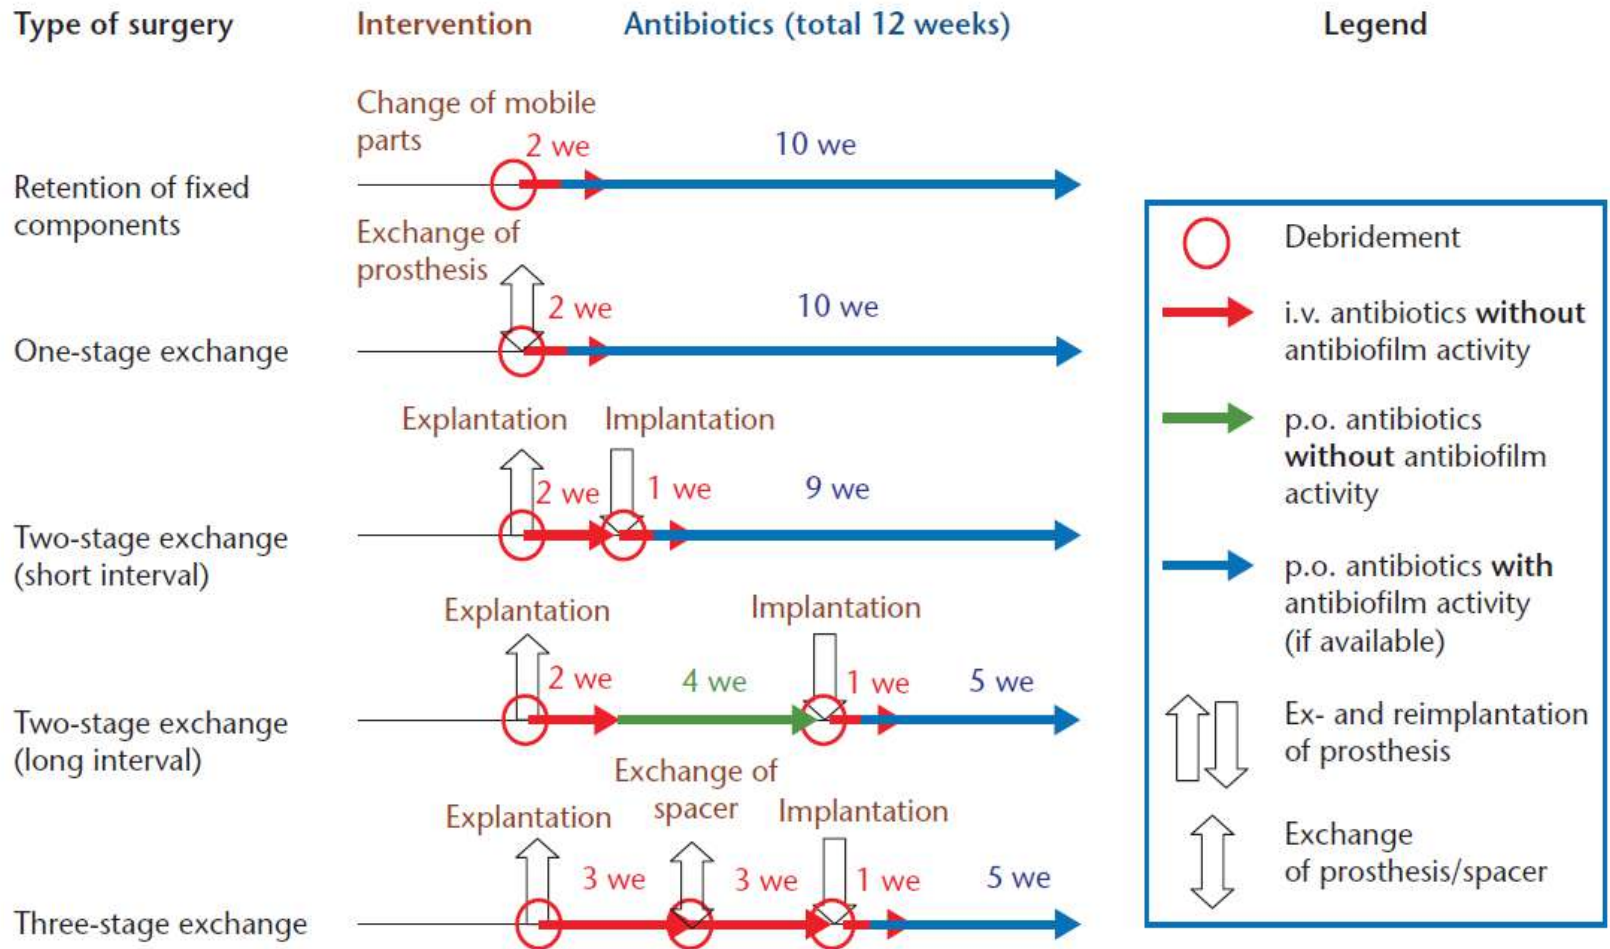 Type of surgery
Intervention
Antibiotics (total 12 weeks)
Legend
Change of mobile
parts
2 we
10 we
Retention of fixed
components
Exchange of
prosthesis
2 we
10 we
One-stage exchange
Explantation
Implantation
2 we
1 we
9 we
Two-stage exchange
(short interval)
Explantation
Implantation
2 we
4 we
1 we
5 we
Two-stage exchange
(long interval)
Exchange of
spacer
Explantation
Implantation
3 we
3 we
1 we
5 we
Three-stage exchange
Debridement
i.v. antibiotics without
antibiofilm activity
p.o. antibiotics
without antibiofilm
activity
p.o. antibiotics with
antibiofilm activity
(if available)
Ex- and reimplantation
of prosthesis
Exchange
of prosthesis/spacer